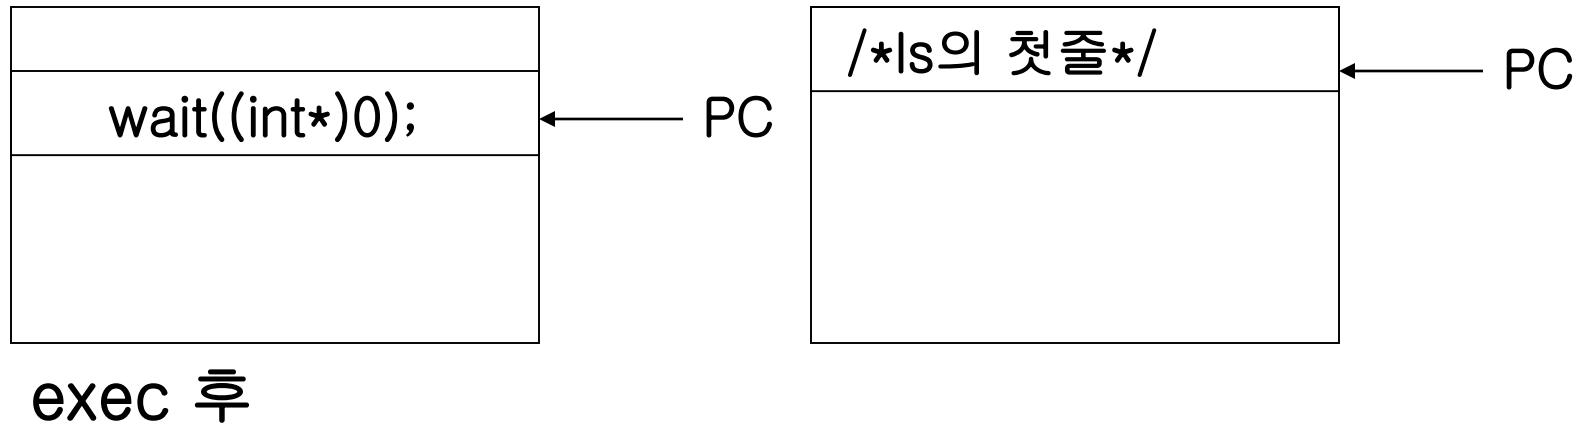 wait((int*)0);
PC
/*ls의 첫줄*/
PC
exec 후